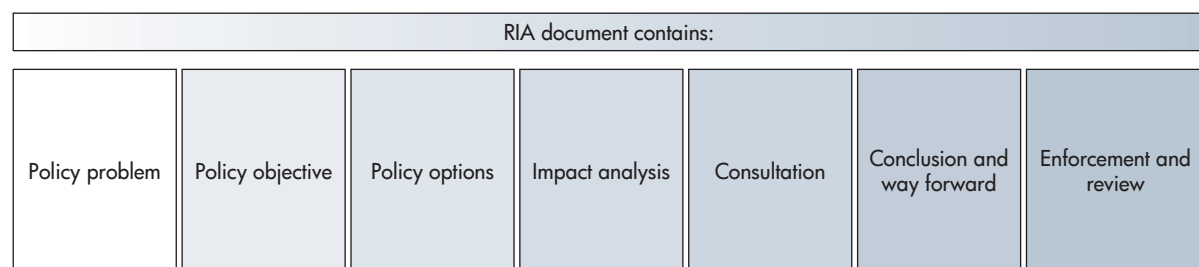 RIA document contains:
Policy problem
Policy objective
Policy options
Impact analysis
Consultation
Conclusion and
way forward
Enforcement and
review